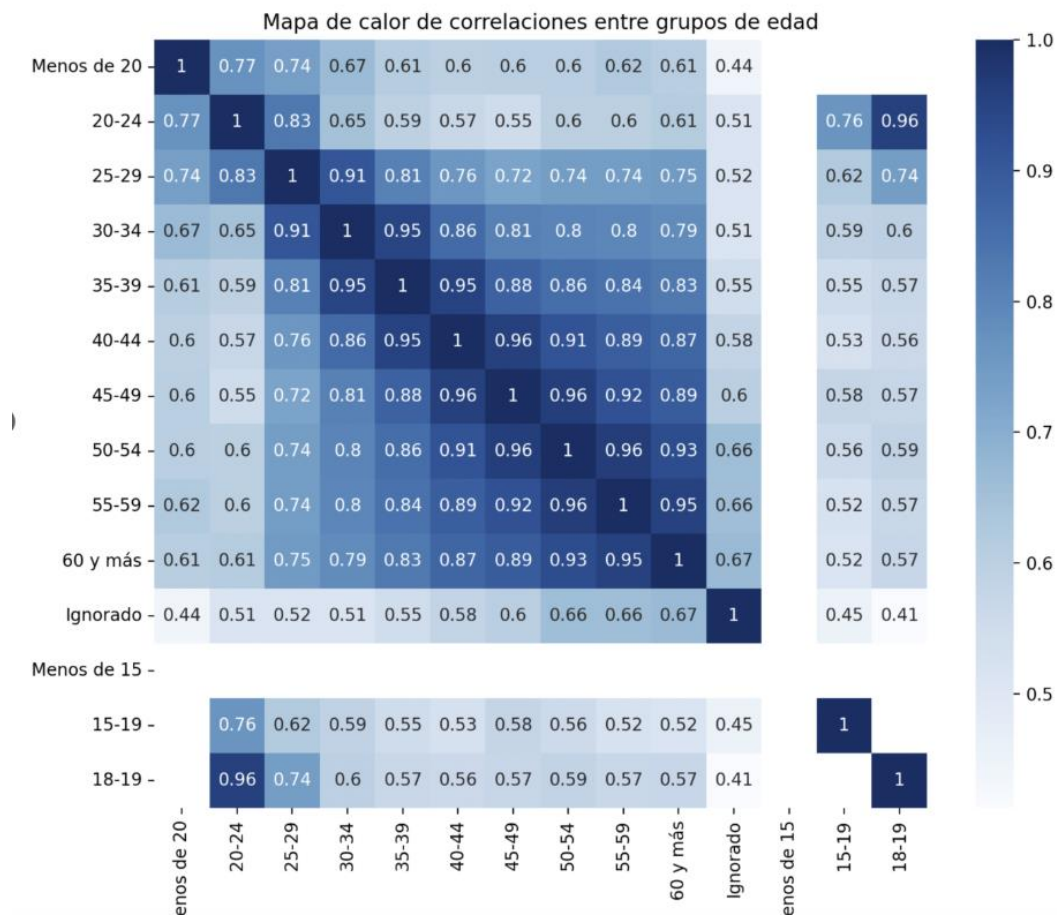 Mapa de calor de correlaciones entre grupos de edad
Menos de 20 1 0.77 0.74 0.67 0.61 0.6 0.6 0.6 0.62 0.61 0.44
20-24 0.77 1 0.83 0.65 0.59 0.57 0.55 0.6 0.6 0.61 0.51 0.76 0.96
25-29 0.74 0.83 1 0.91 0.81 0.76 0.72 0.74 0.74 0.75 0.52 0.62 0.74
30-34 0.67 0.65 0.91 1 0.95 0.86 0.81 0.8 0.8 0.79 0.51 0.59 0.6
35-39 0.61 0.59 0.81 0.95 1 0.95 0.88 0.86 0.84 0.83 0.55 0.55 0.57
40-44 0.6 0.57 0.76 0.86 0.95 1 0.96 0.91 0.89 0.87 0.58 0.53 0.56
45-49 0.6 0.55 0.72 0.81 0.88 0.96 1 0.96 0.92 0.89 0.6 0.58 0.57
50-54 0.6 0.6 0.74 0.8 0.86 0.91 0.96 1 0.96 0.93 0.66 0.56 0.59
55-59 0.62 0.6 0.74 0.8 0.84 0.89 0.92 0.96 1 0.95 0.66 0.52 0.57
60 y más 0.61 0.61 0.75 0.79 0.83 0.87 0.89 0.93 0.95 1 0.67 0.52 0.57
Ignorado 0.44 0.51 0.52 0.51 0.55 0.58 0.6 0.66 0.66 0.67 1 0.45 0.41
Menos de 15
15-19 0.76 0.62 0.59 0.55 0.53 0.58 0.56 0.52 0.52 0.45 1
18-19 0.96 0.74 0.6 0.57 0.56 0.57 0.59 0.57 0.57 0.41 1
enos de 20
20-24
25-29
30-34
35-39
40-44
45-49
50-54
55-59
60 y más
Ignorado
enos de 15
15-19
18-19
1.0
0.9
0.8
0.7
0.6
0.5